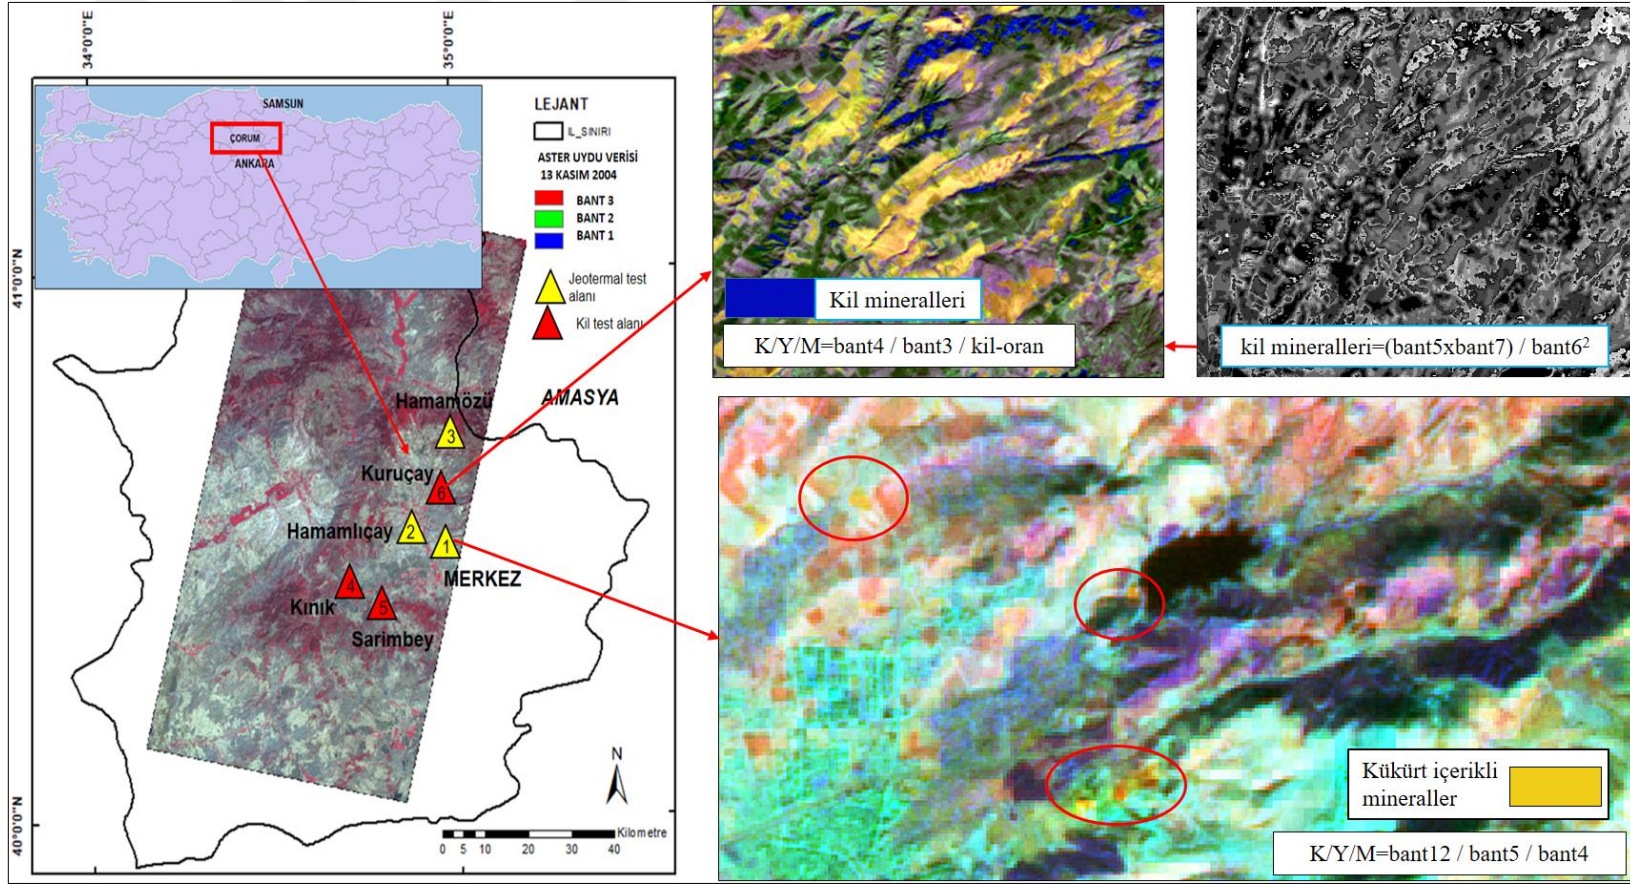 34°0'0"E
35°0'0"E
41°0'0"N
40°0'0"N
SAMSUN
ÇORUM
ANKARA
LEJANT
IL_SINIRI
ASTER UYDU VERİSİ
13 KASIM 2004
BANT 3
BANT 2
BANT 1
Jeotermal test
alanı
Kil test alanı
AMASYA
Hamamözü
3
Kuruçay
6
Hamamlıçay
2
1
MERKEZ
4
Kınık
5
Sarimbey
N
Kilometre
0 5 10 20 30 40
Kil mineralleri
K/Y/M=bant4 / bant3 / kil-oran
kil mineralleri=(bant5xbant7) / bant6²
Kükürt içerikli
mineraller
K/Y/M=bant12 / bant5 / bant4